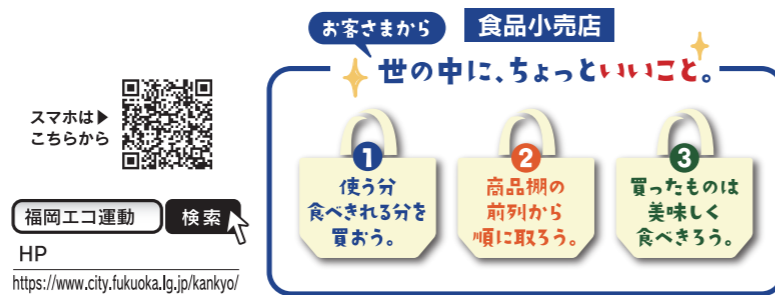 スマホは▶
こちらから
福岡エコ運動 検索
HP
https://www.city.fukuoka.lg.jp/kankyo/
お客さまから 食品小売店
世の中に、ちょっといいこと。
1
使う分
食べきれる分を
買おう。
2
商品棚の
前列から
順に取ろう。
3
買ったものは
美味しく
食べきろう。